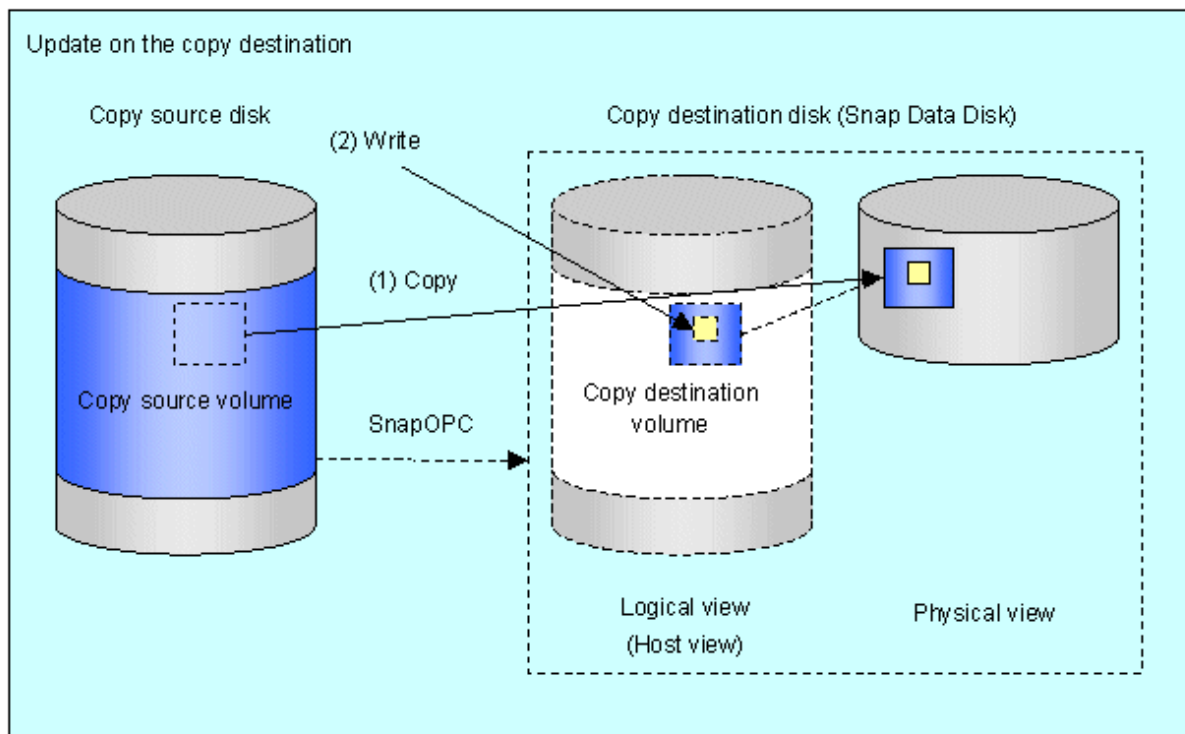 Update on the copy destination
Copy source disk
Copy destination disk (Snap Data Disk)
(2) Write
(1) Copy
Copy source volume
Copy destination
volume
SnapOPC
Logical view
(Host view)
Physical view